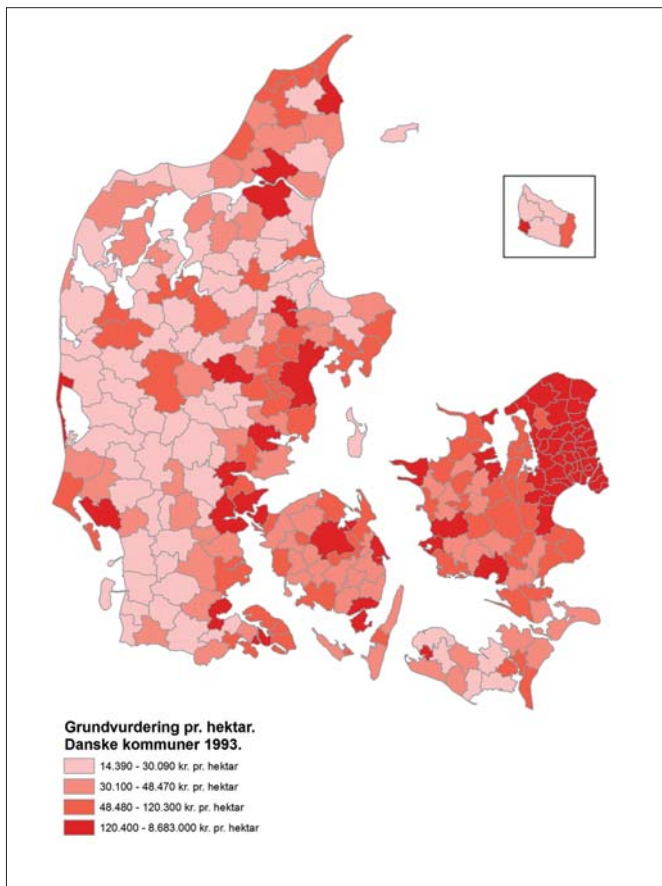 Grundvurdering pr. hektar.
Danske kommuner 1993.
14.390 - 30.090 kr. pr. hektar
30.100 - 48.470 kr. pr. hektar
48.480 - 120.300 kr. pr. hektar
120.400 - 8.683.000 kr. pr. hektar